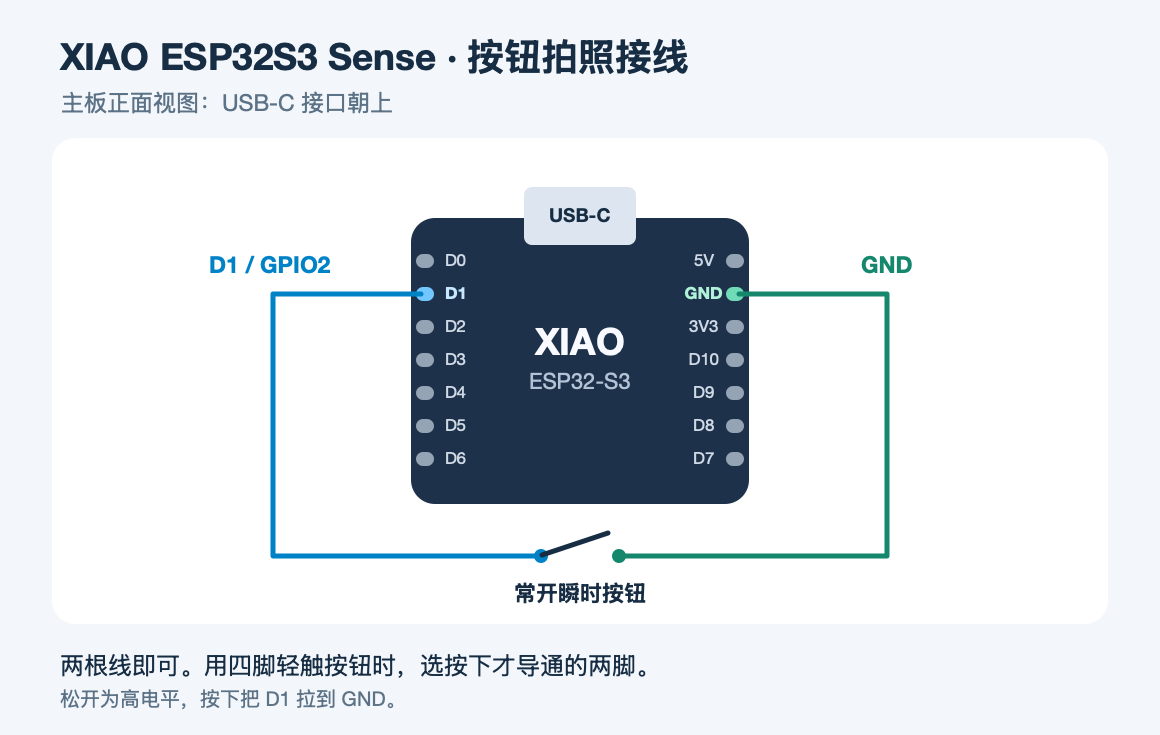 XIAO ESP32S3 Sense · 按钮拍照接线
主板正面视图：USB-C 接口朝上
USB-C
D1 / GPIO2
GND
D0
5V
D1
GND
D2
3V3
D3
D10
D4
D9
D5
D8
D6
D7
XIAO
ESP32-S3
常开瞬时按钮
两根线即可。用四脚轻触按钮时，选按下才导通的两脚。
松开为高电平，按下把 D1 拉到 GND。